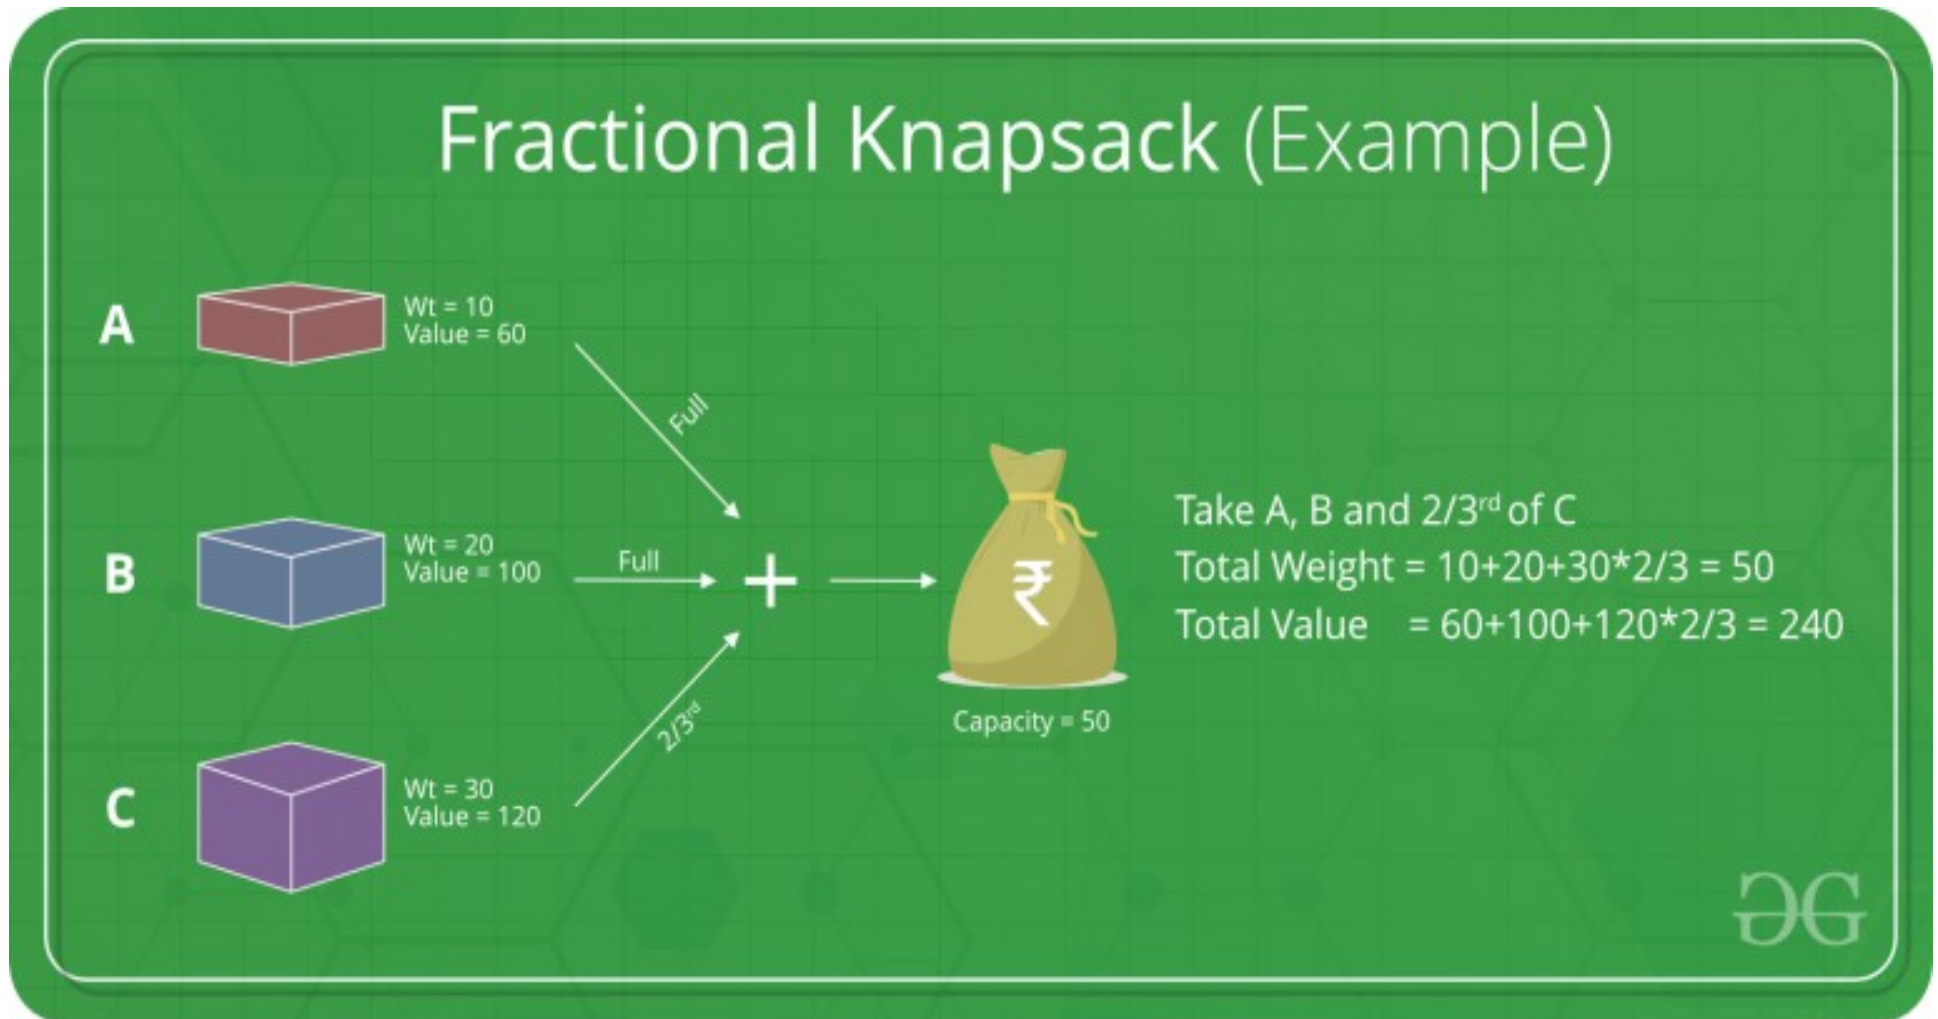 Fractional Knapsack (Example)
A
Wt = 10
Value = 60
Full
B
Wt = 20
Value = 100
Full
C
Wt = 30
Value = 120
2/3rd
+
₹
Capacity = 50
Take A, B and 2/3rd of C
Total Weight = 10+20+30*2/3 = 50
Total Value = 60+100+120*2/3 = 240